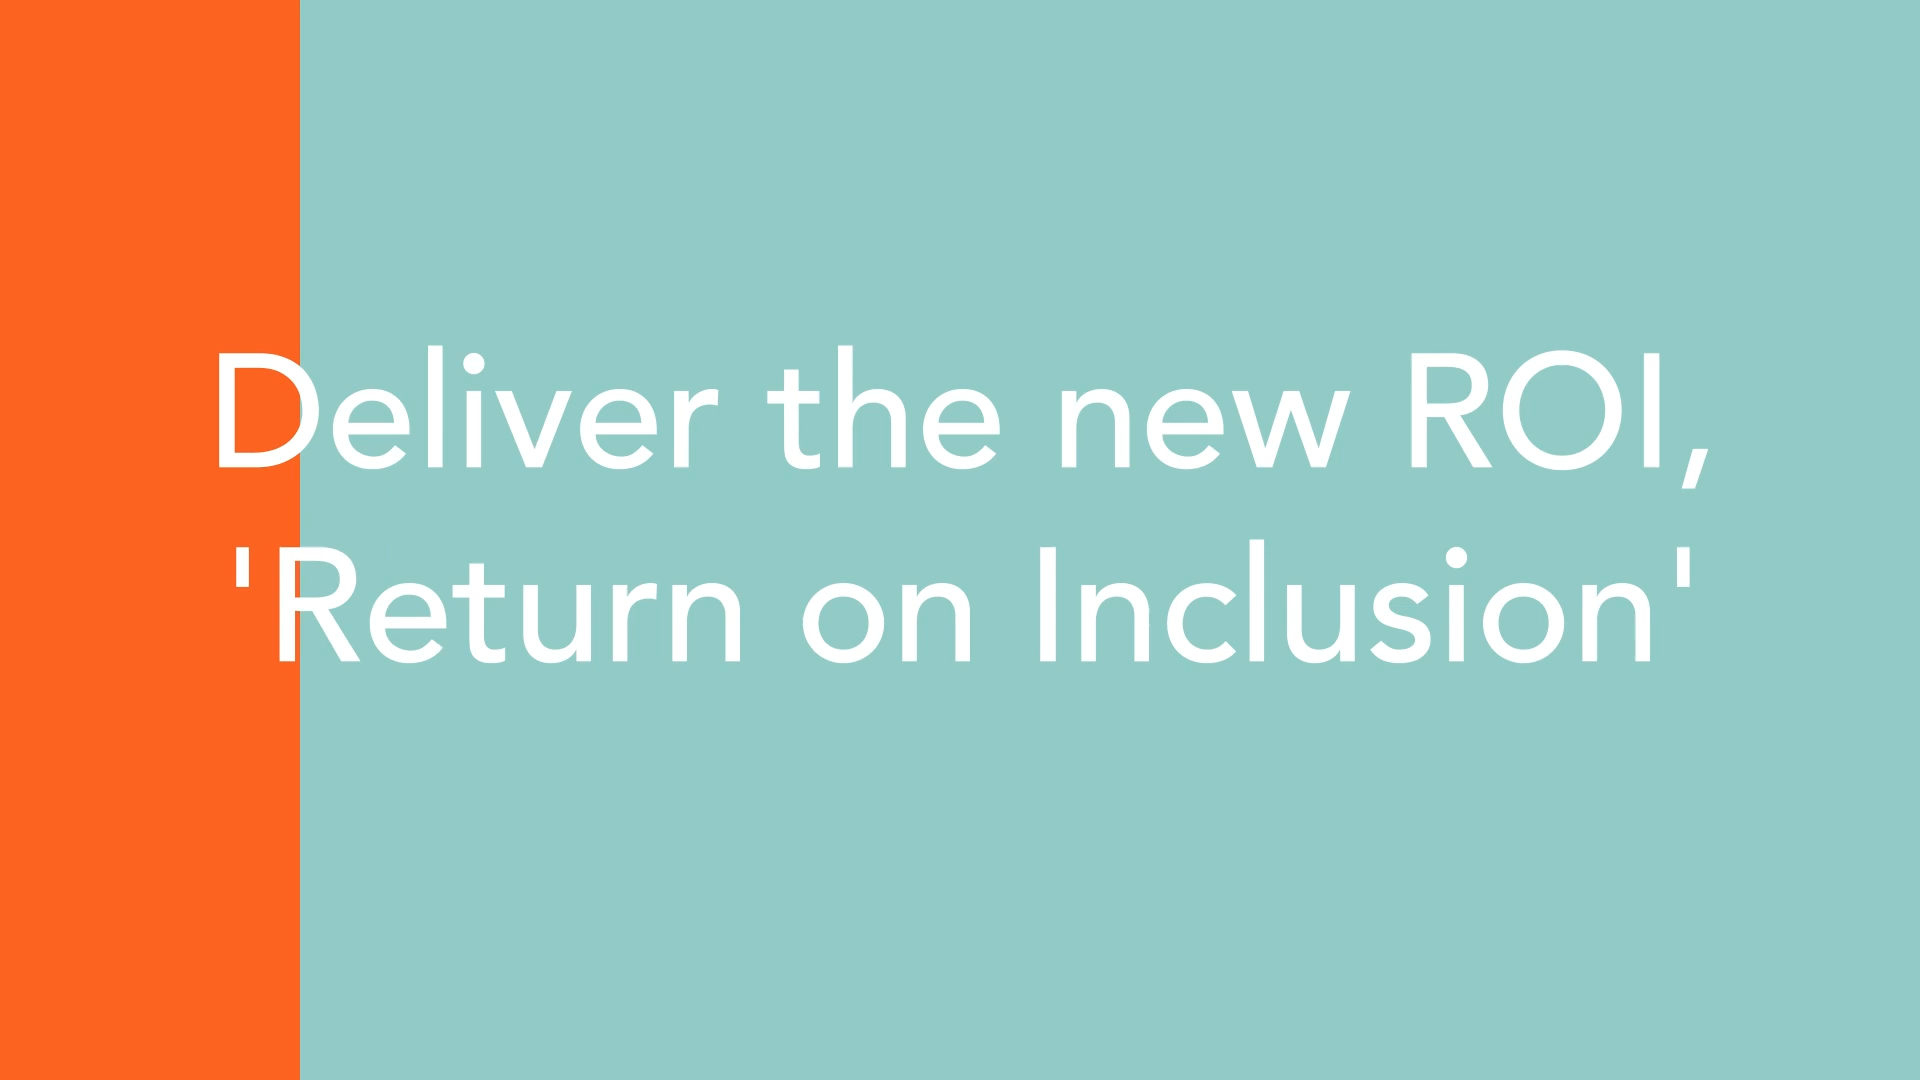 Deliver the new ROI,
'Return on Inclusion'